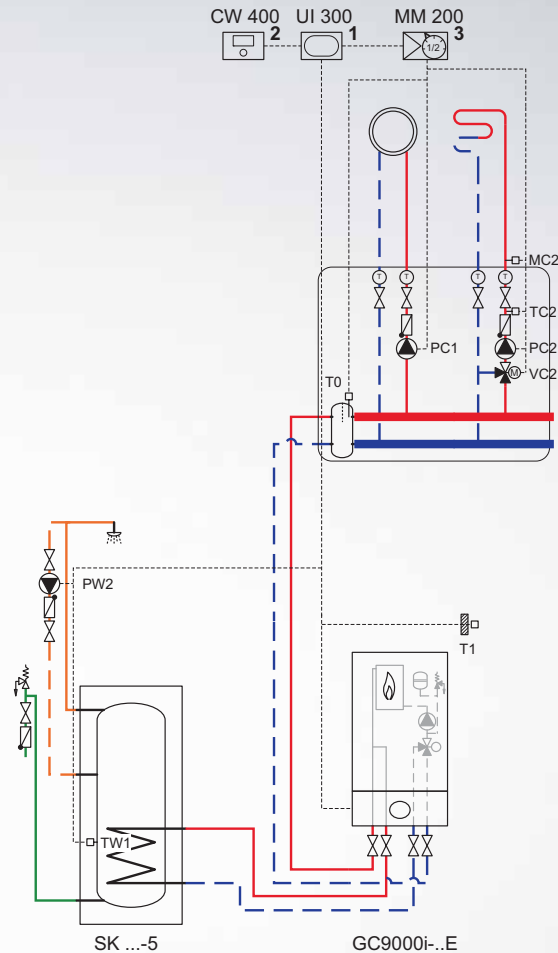 CW 400 UI 300 MM 200
2 1 3
1/2
T T T T
MC2
TC2
PC1 PC2
M VC2
T0
PW2
T1
TW1
SK ...-5 GC9000i-..E